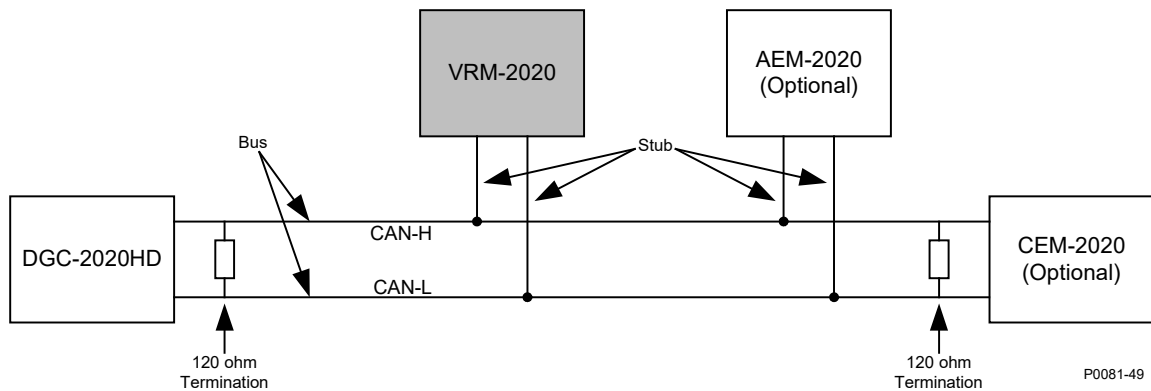 VRM-2020
AEM-2020
(Optional)
Bus
Stub
DGC-2020HD
CAN-H
CAN-L
CEM-2020
(Optional)
120 ohm
Termination
120 ohm
Termination
P0081-49